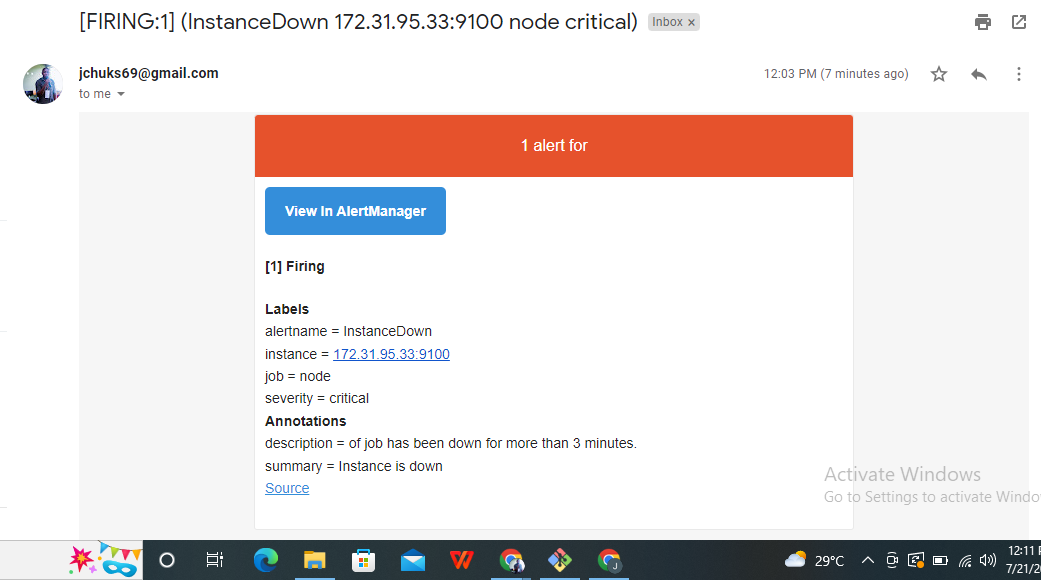 [FIRING:1] (InstanceDown 172.31.95.33:9100 node critical) Inbox ×
jchuks69@gmail.com 12:03 PM (7 minutes ago)
to me
1 alert for
View In AlertManager
[1] Firing
Labels
alertname = InstanceDown
instance = 172.31.95.33:9100
job = node
severity = critical
Annotations
description = of job has been down for more than 3 minutes.
summary = Instance is down
Source
Activate Windows
Go to Settings to activate Windo
29°C
12:11
7/21/2